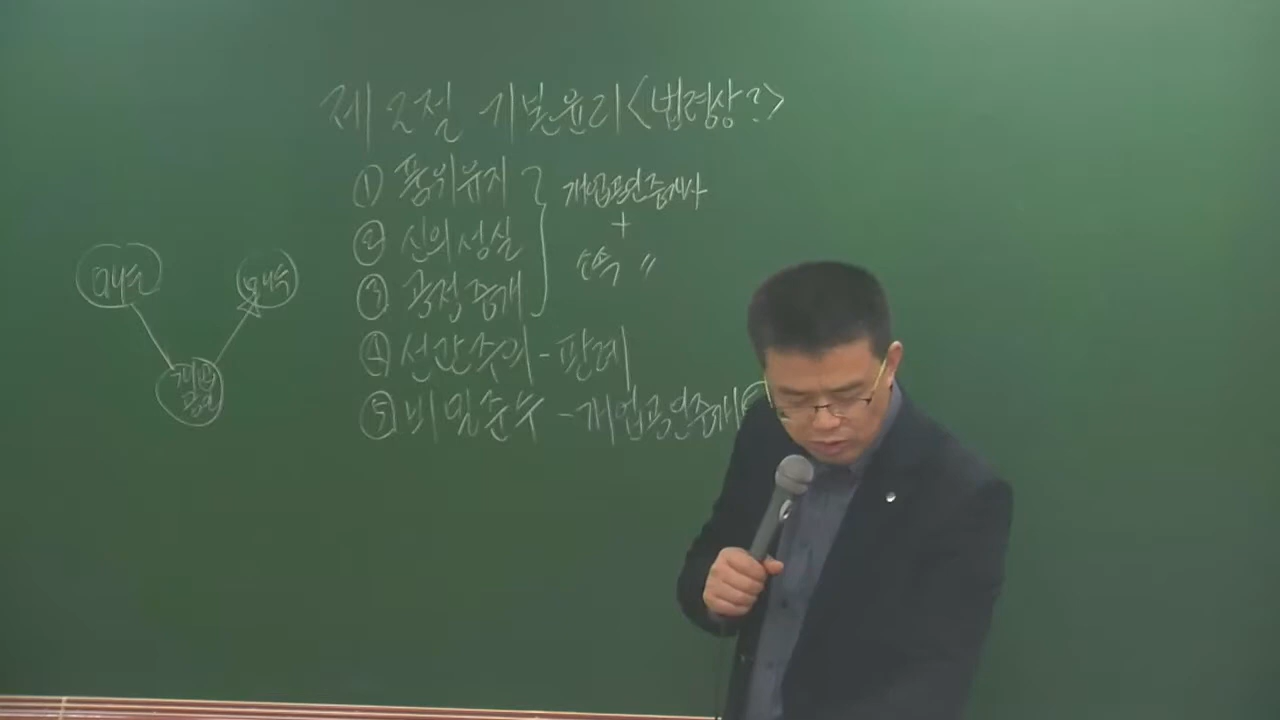 제2절 기본윤리<법령상?>
① 품위유지
② 신의성실
③ 공정중개
개업공인중개사
+
소속 〃
④ 선관주의 - 판례
⑤ 비밀준수 - 개업공인중개
매도
매수
개공